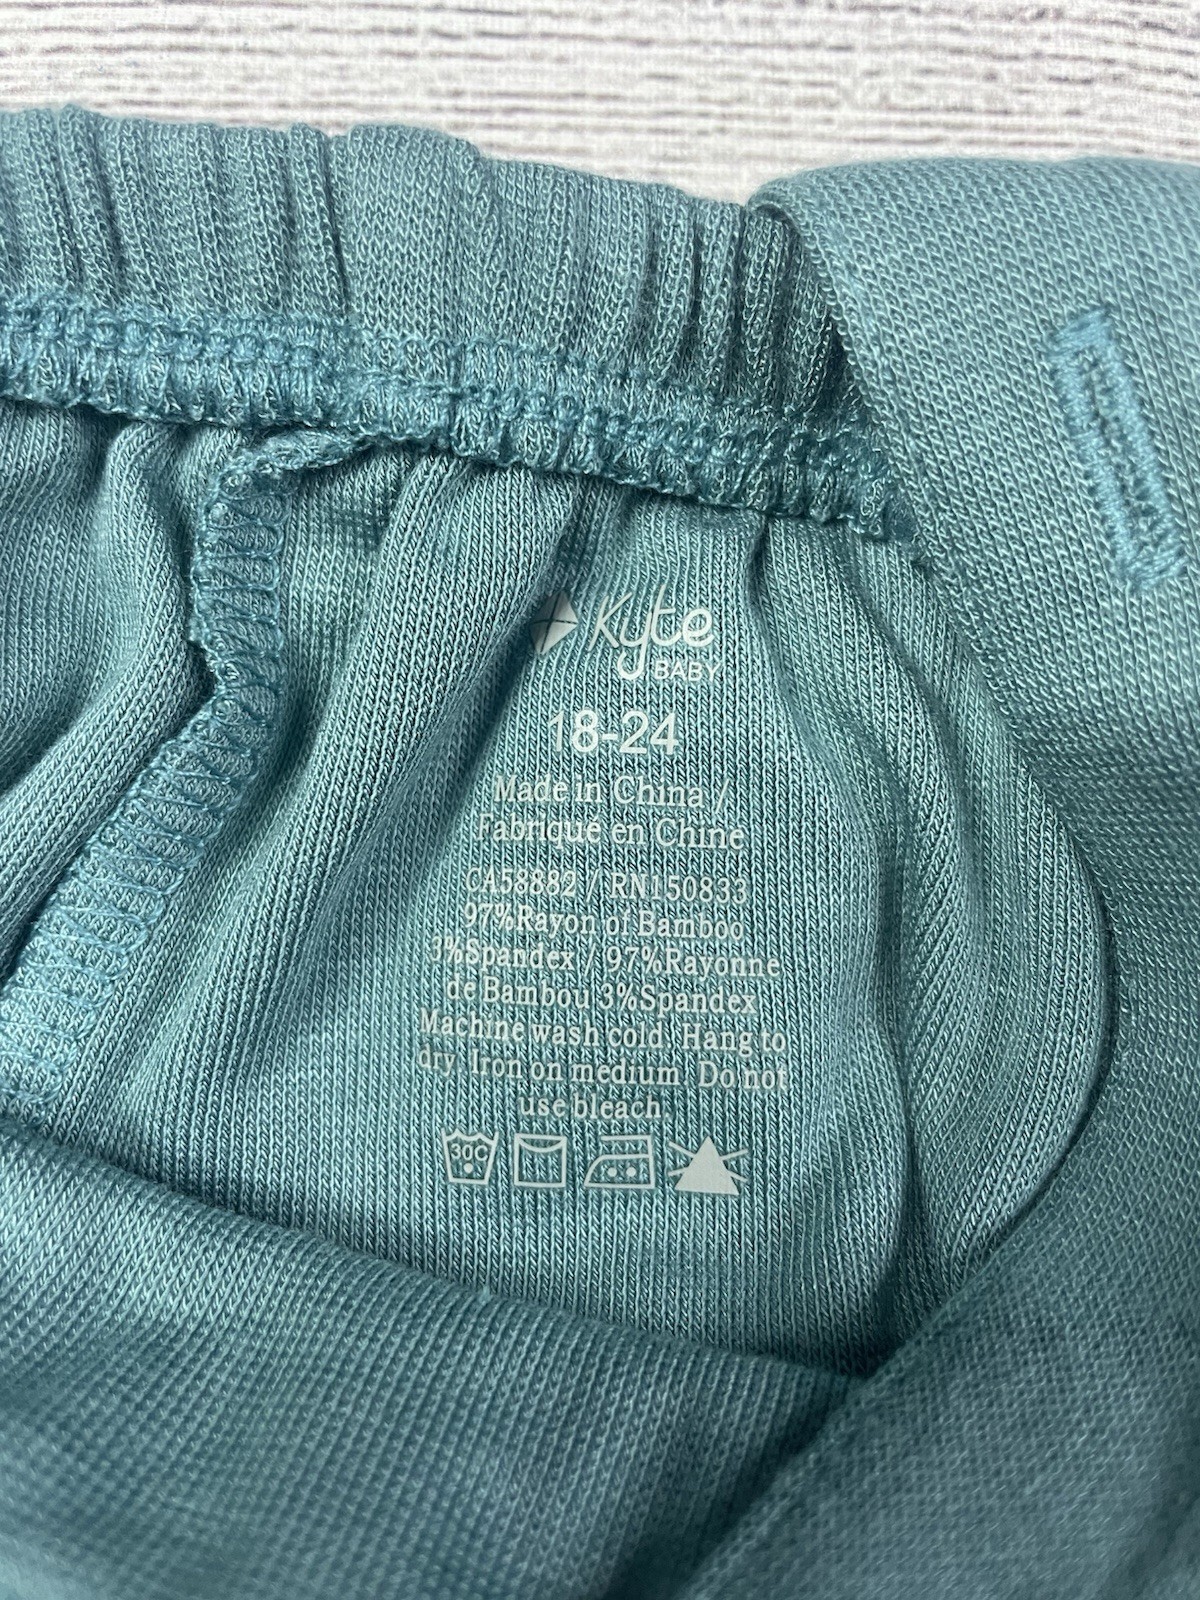 Kyte
BABY
18-24
Made in China /
Fabriqué en Chine
CA58882 / RN150833
97%Rayon of Bamboo
3%Spandex / 97%Rayonne
de Bambou 3%Spandex
Machine wash cold. Hang to
dry. Iron on medium. Do not
use bleach.
30C